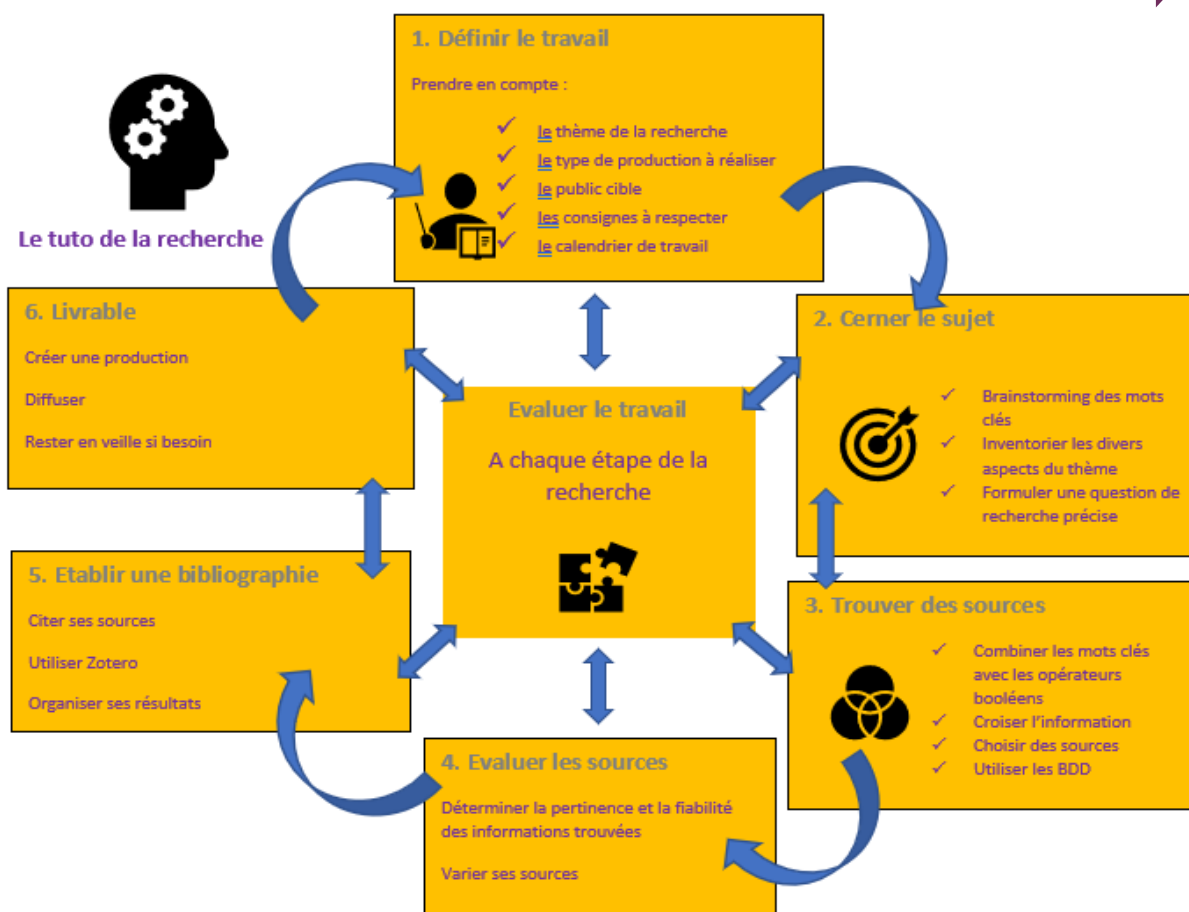 1. Définir le travail
Prendre en compte :
le thème de la recherche
le type de production à réaliser
le public cible
les consignes à respecter
le calendrier de travail
Le tuto de la recherche
6. Livrable
Créer une production
Diffuser
Rester en veille si besoin
2. Cerner le sujet
Brainstorming des mots
clés
Inventorier les divers
aspects du thème
Formuler une question de
recherche précise
Evaluer le travail
A chaque étape de la
recherche
5. Etablir une bibliographie
Citer ses sources
Utiliser Zotero
Organiser ses résultats
3. Trouver des sources
Combiner les mots clés
avec les opérateurs
booléens
Croiser l'information
Choisir des sources
Utiliser les BDD
4. Evaluer les sources
Déterminer la pertinence et la fiabilité
des informations trouvées
Varier ses sources